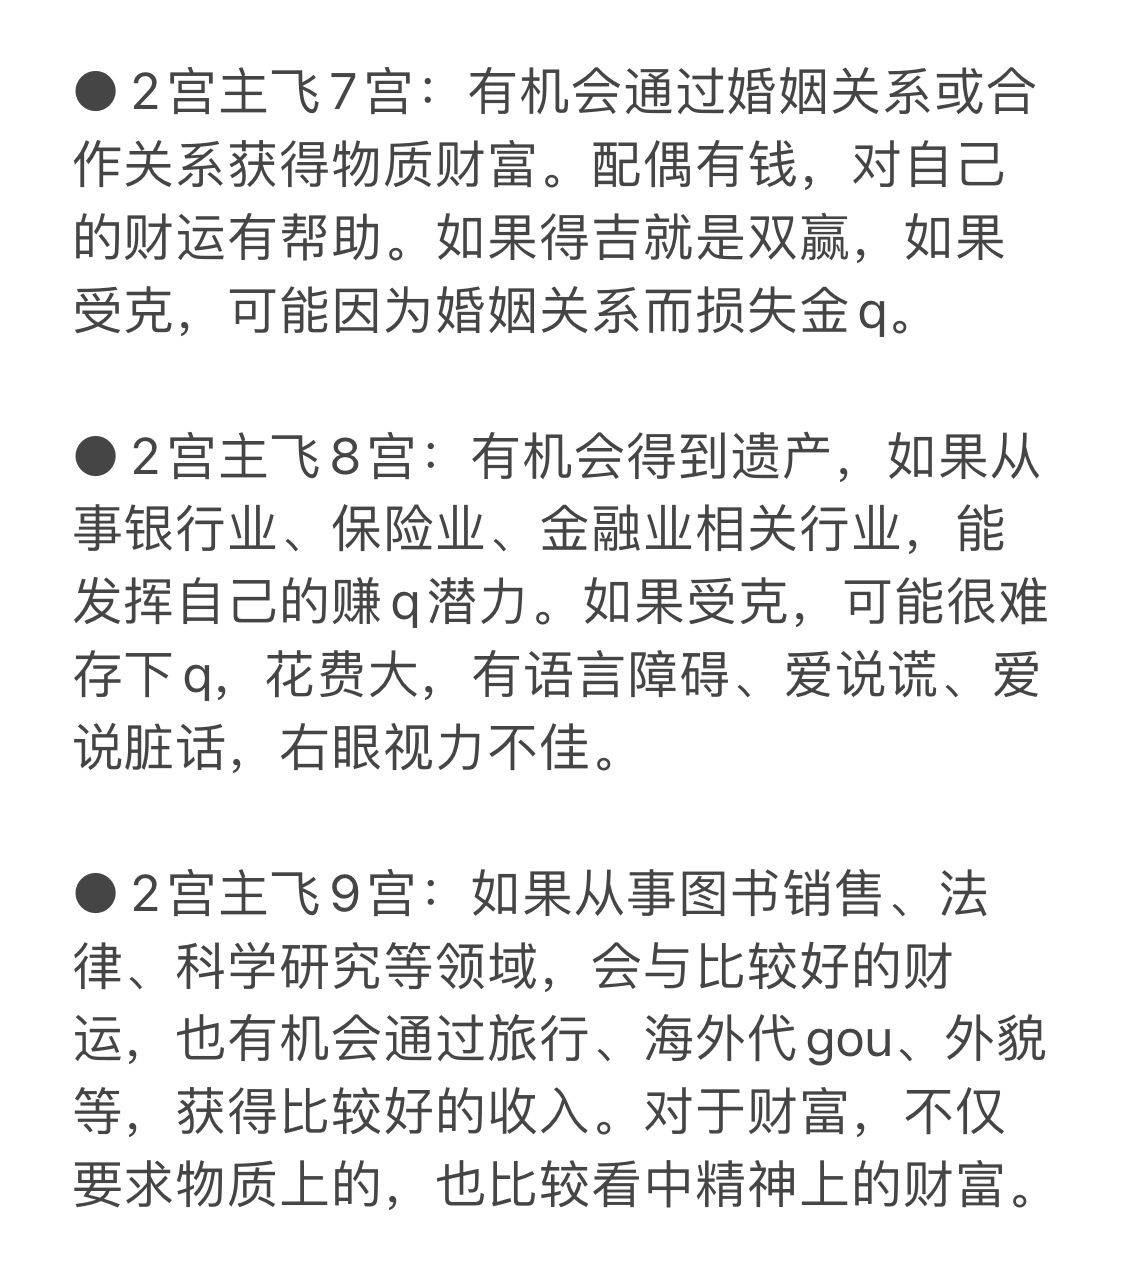 ● 2宫主飞7宫：有机会通过婚姻关系或合
作关系获得物质财富。配偶有钱，对自己
的财运有帮助。如果得吉就是双赢，如果
受克，可能因为婚姻关系而损失金q。
● 2宫主飞8宫：有机会得到遗产，如果从
事银行业、保险业、金融业相关行业，能
发挥自己的赚q潜力。如果受克，可能很难
存下q，花费大，有语言障碍、爱说谎、爱
说脏话，右眼视力不佳。
● 2宫主飞9宫：如果从事图书销售、法
律、科学研究等领域，会与比较好的财
运，也有机会通过旅行、海外代gou、外貌
等，获得比较好的收入。对于财富，不仅
要求物质上的，也比较看中精神上的财富。